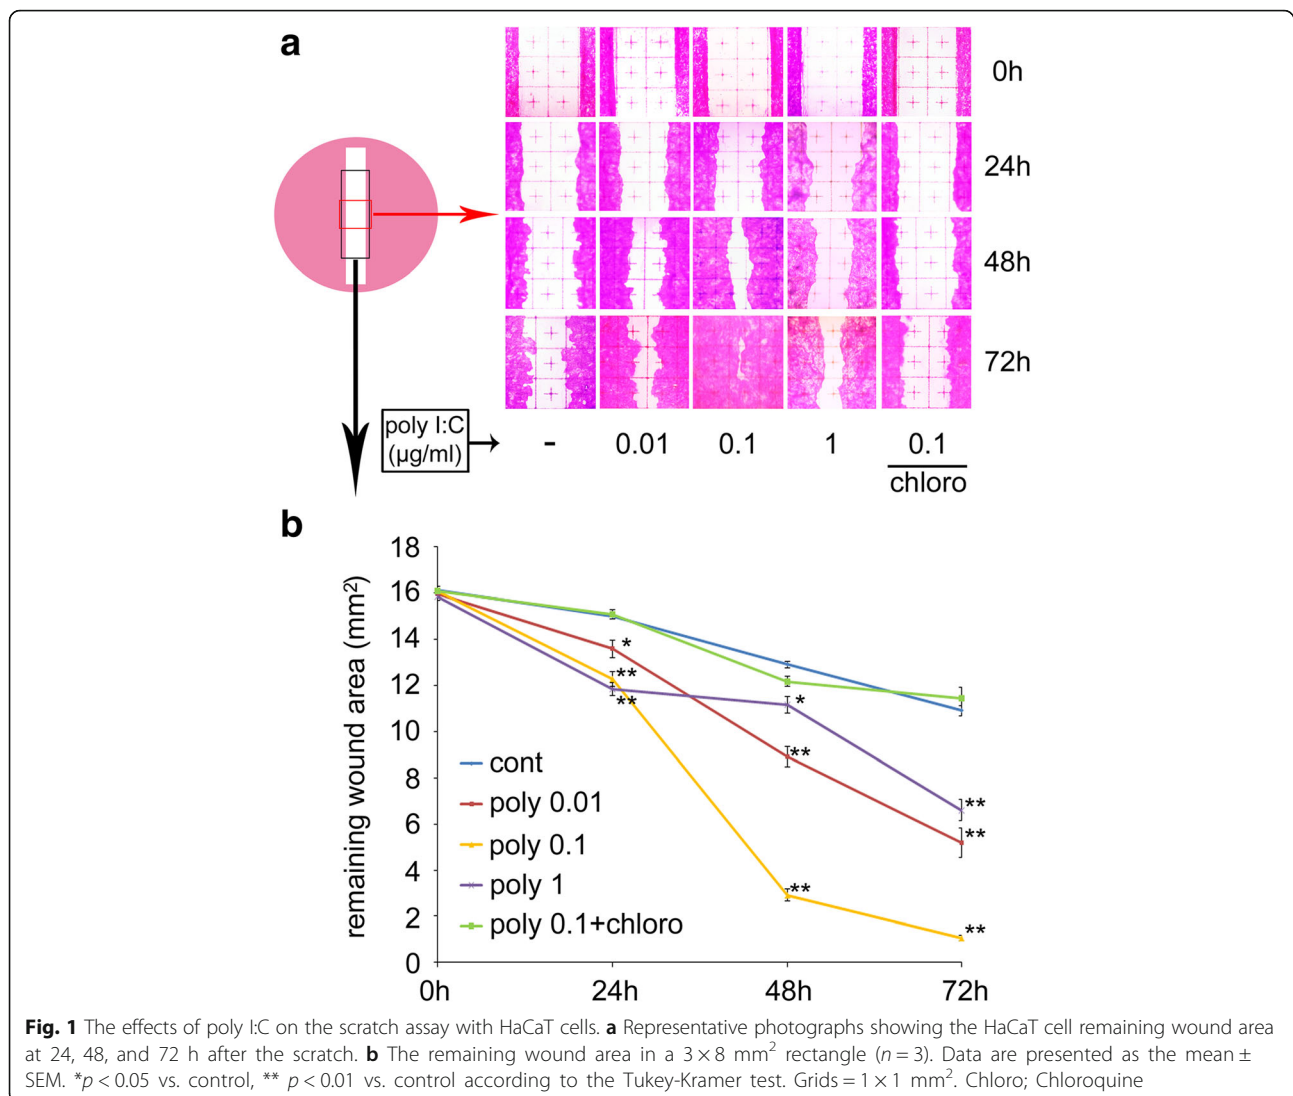 a
0h
24h
48h
72h
poly I:C
(µg/ml)
- 0.01 0.1 1 0.1
chloro
b
remaining wound area (mm²)
18
16
14
12
10
8
6
4
2
0
*
**
**
*
**
**
**
**
**
cont
poly 0.01
poly 0.1
poly 1
poly 0.1+chloro
0h 24h 48h 72h
Fig. 1 The effects of poly I:C on the scratch assay with HaCaT cells. a Representative photographs showing the HaCaT cell remaining wound area
at 24, 48, and 72 h after the scratch. b The remaining wound area in a 3 × 8 mm² rectangle (n = 3). Data are presented as the mean ±
SEM. *p < 0.05 vs. control, ** p < 0.01 vs. control according to the Tukey-Kramer test. Grids = 1 × 1 mm². Chloro; Chloroquine